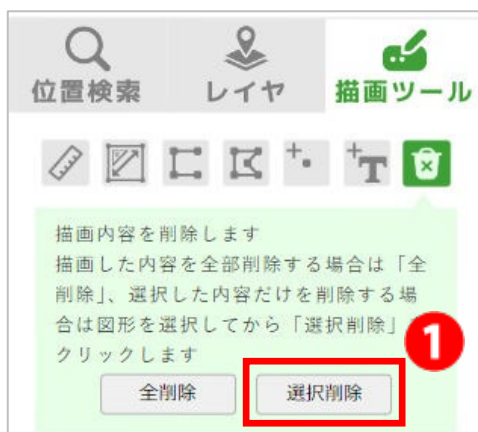 位置検索 レイヤ 描画ツール
T
描画内容を削除します
描画した内容を全部削除する場合は「全
削除」、選択した内容だけを削除する場
合は図形を選択してから「選択削除」
クリックします
1
全削除 選択削除